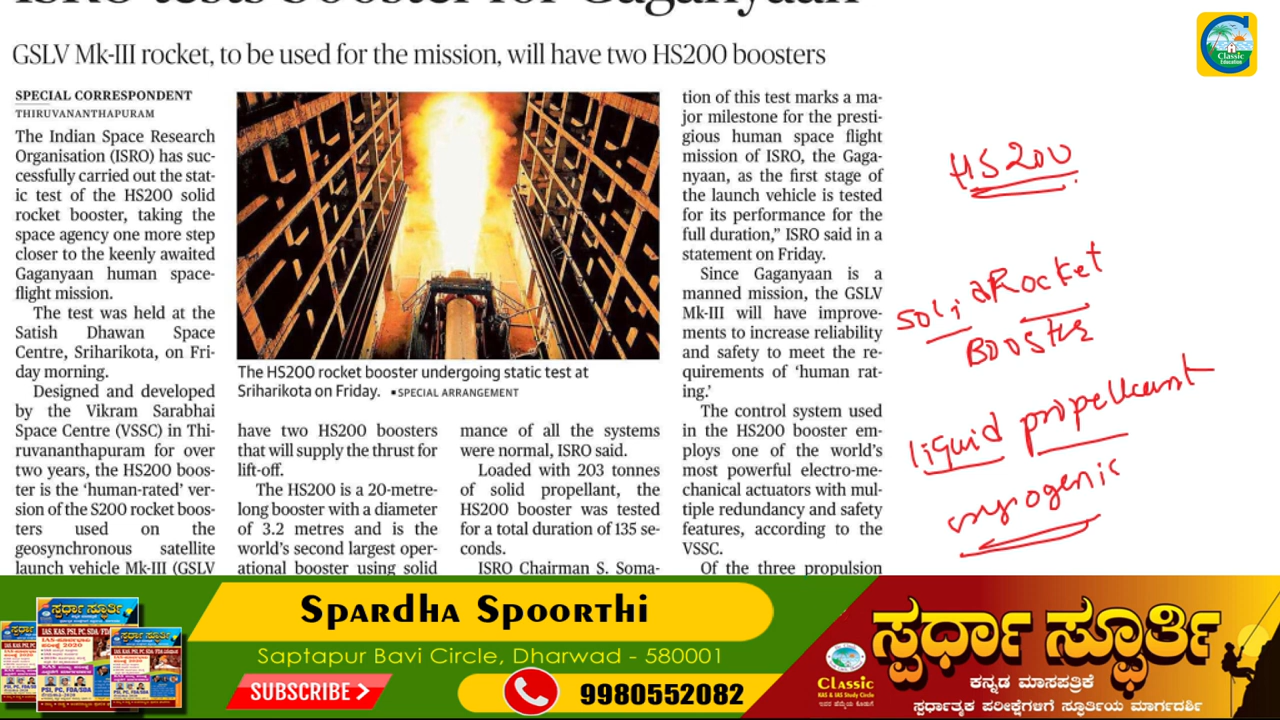 ISRO tests booster for Gaganyaan
GSLV Mk-III rocket, to be used for the mission, will have two HS200 boosters
SPECIAL CORRESPONDENT
THIRUVANANTHAPURAM
The Indian Space Research
Organisation (ISRO) has suc-
cessfully carried out the stat-
ic test of the HS200 solid
rocket booster, taking the
space agency one more step
closer to the keenly awaited
Gaganyaan human space-
flight mission.
The test was held at the
Satish Dhawan Space
Centre, Sriharikota, on Fri-
day morning.
Designed and developed
by the Vikram Sarabhai
Space Centre (VSSC) in Thi-
ruvananthapuram for over
two years, the HS200 boos-
ter is the ‘human-rated’ ver-
sion of the S200 rocket boos-
ters used on the
geosynchronous satellite
launch vehicle Mk-III (GSLV
The HS200 rocket booster undergoing static test at
Sriharikota on Friday. ▪SPECIAL ARRANGEMENT
have two HS200 boosters
that will supply the thrust for
lift-off.
The HS200 is a 20-metre-
long booster with a diameter
of 3.2 metres and is the
world’s second largest oper-
ational booster using solid
mance of all the systems
were normal, ISRO said.
Loaded with 203 tonnes
of solid propellant, the
HS200 booster was tested
for a total duration of 135 se-
conds.
ISRO Chairman S. Soma-
tion of this test marks a ma-
jor milestone for the presti-
gious human space flight
mission of ISRO, the Gaga-
nyaan, as the first stage of
the launch vehicle is tested
for its performance for the
full duration,” ISRO said in a
statement on Friday.
Since Gaganyaan is a
manned mission, the GSLV
Mk-III will have improve-
ments to increase reliability
and safety to meet the re-
quirements of ‘human rat-
ing.’
The control system used
in the HS200 booster em-
ploys one of the world’s
most powerful electro-me-
chanical actuators with mul-
tiple redundancy and safety
features, according to the
VSSC.
Of the three propulsion
Classic
Education
HS200
Solid Rocket
Booster
liquid propellant
cryogenic
ಸ್ಪರ್ಧಾ ಸ್ಫೂರ್ತಿ
Spardha Spoorthi
Saptapur Bavi Circle, Dharwad - 580001
SUBSCRIBE
9980552082
Classic
KAS & IAS Study Circle
ಸ್ಪರ್ಧಾ ಸ್ಫೂರ್ತಿ
ಕನ್ನಡ ಮಾಸಪತ್ರಿಕೆ
ಸ್ಪರ್ಧಾತ್ಮಕ ಪರೀಕ್ಷೆಗಳಿಗೆ ಸ್ಫೂರ್ತಿಯ ಮಾರ್ಗದರ್ಶಿ